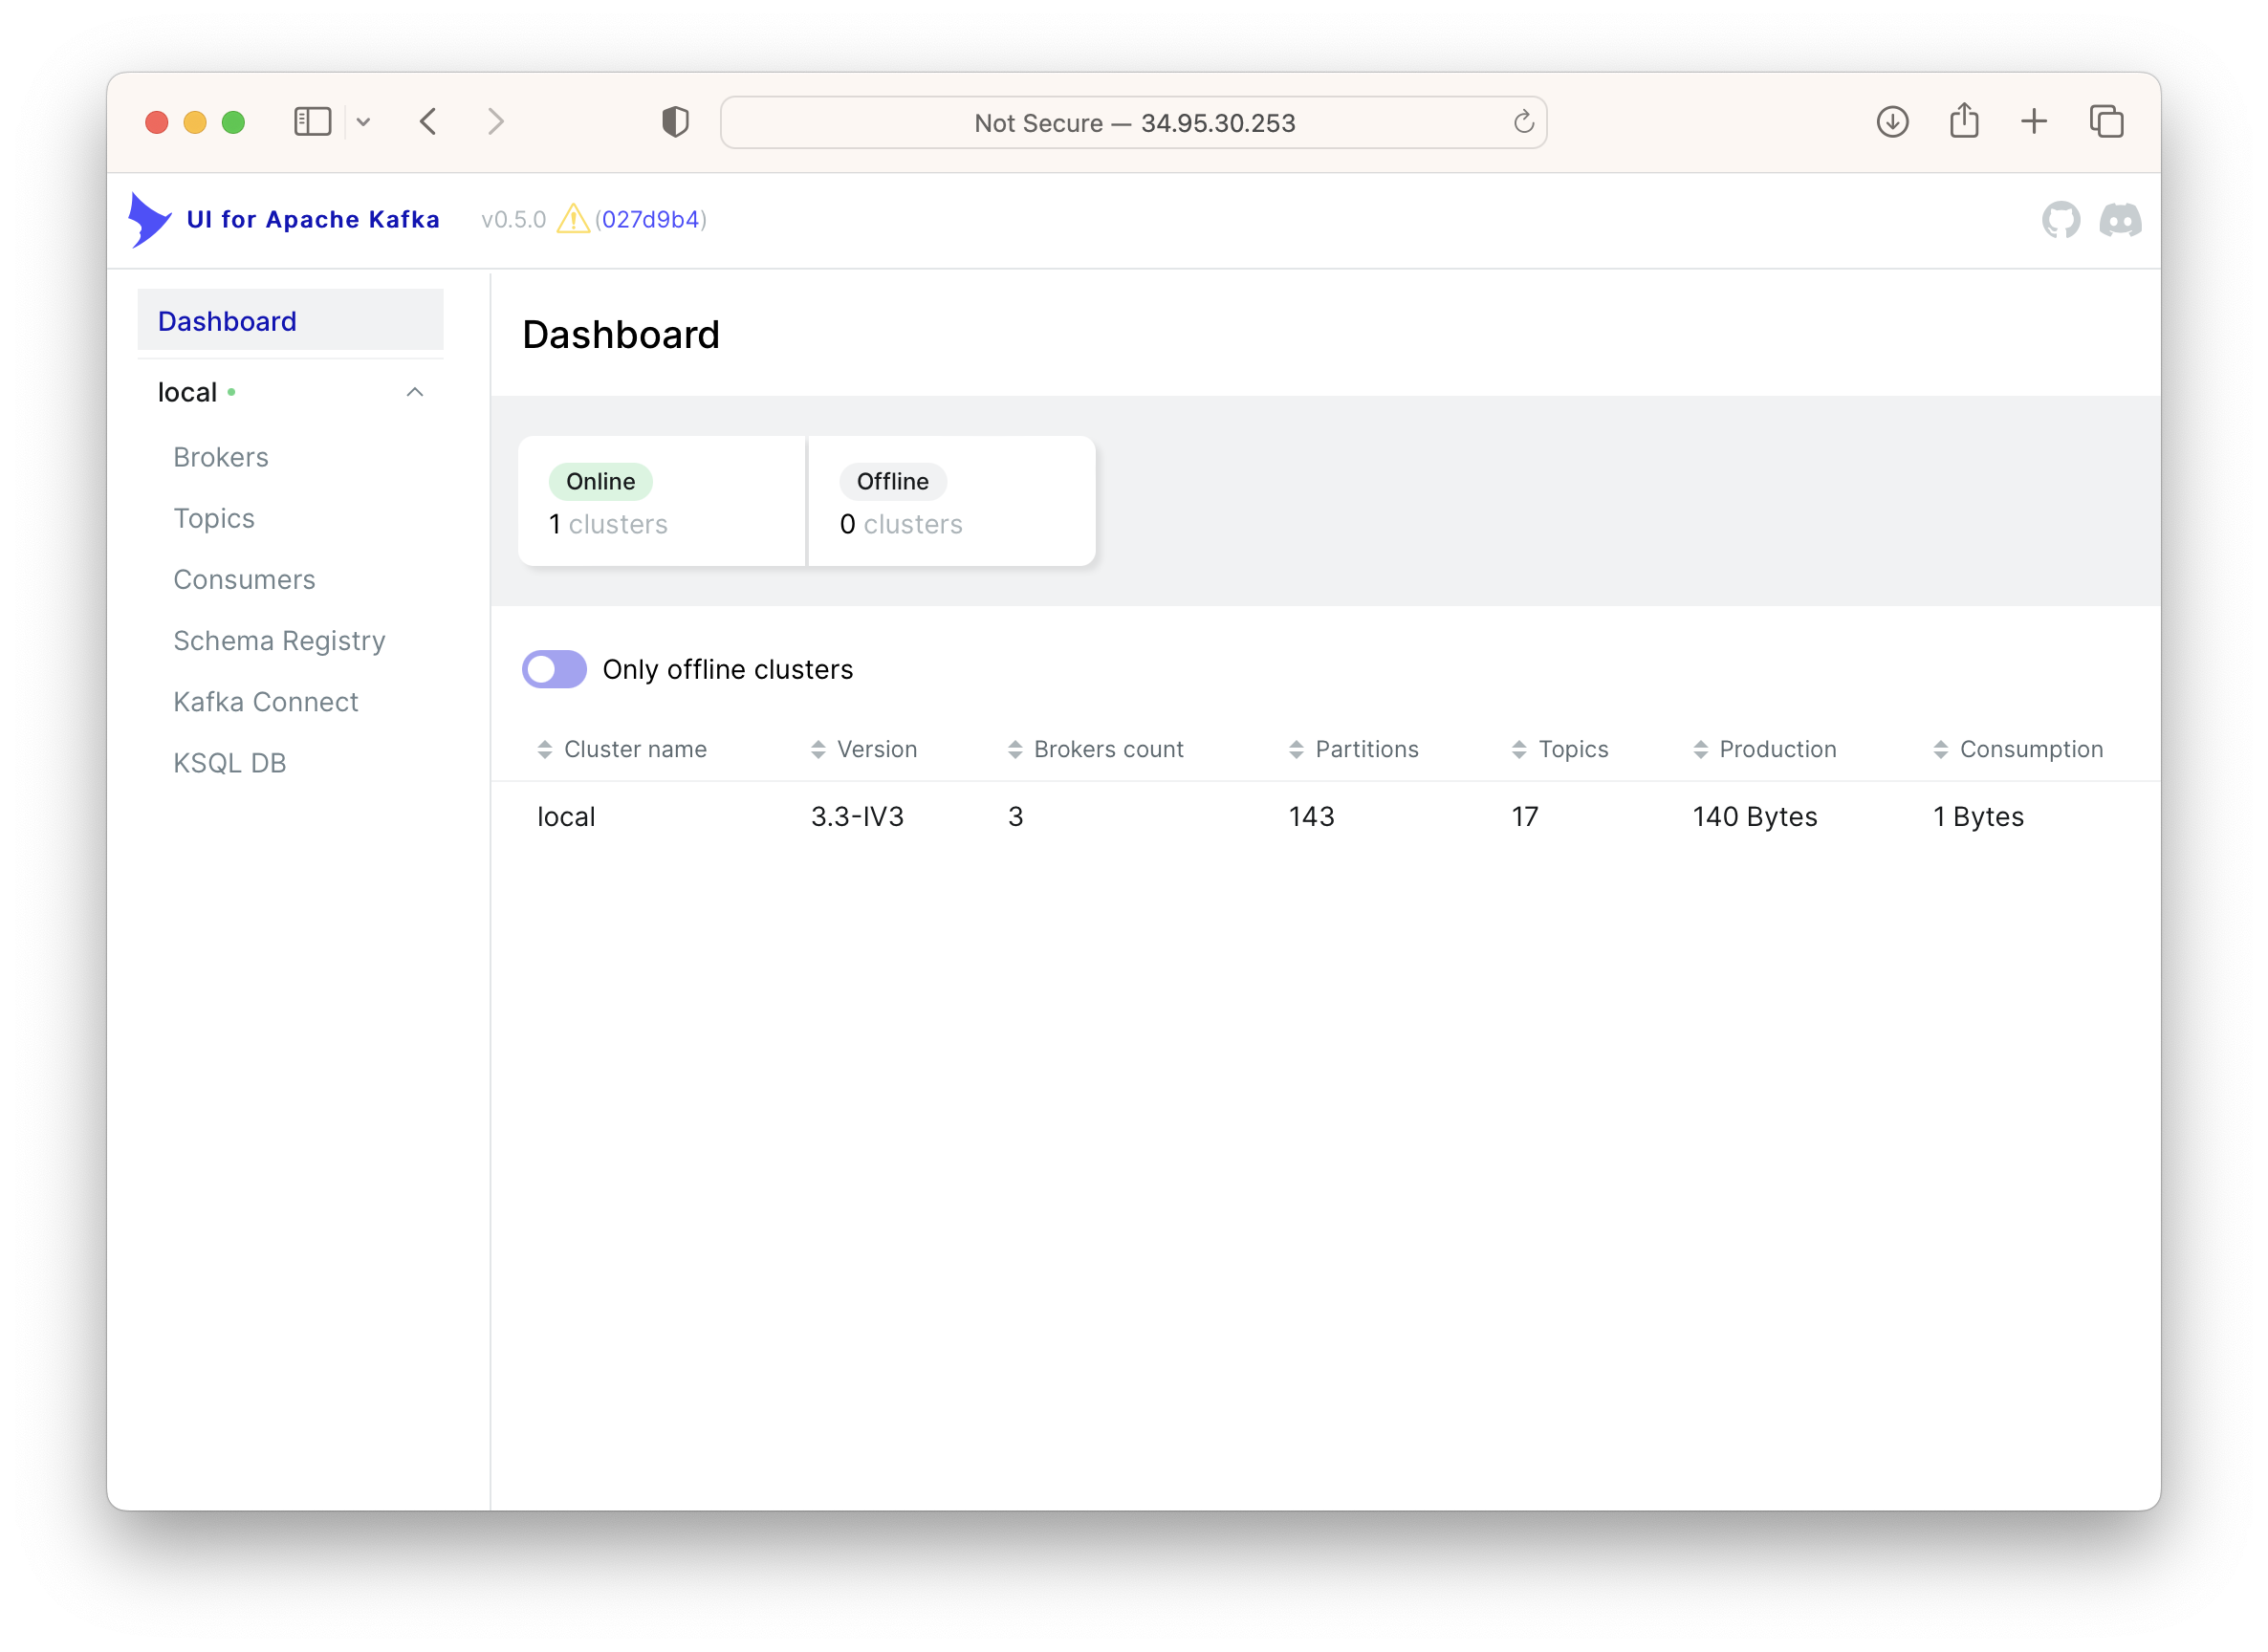 Not Secure — 34.95.30.253
UI for Apache Kafka v0.5.0 (027d9b4)
Dashboard
local
Brokers
Topics
Consumers
Schema Registry
Kafka Connect
KSQL DB
Dashboard
Online
1 clusters
Offline
0 clusters
Only offline clusters
Cluster name Version Brokers count Partitions Topics Production Consumption
local 3.3-IV3 3 143 17 140 Bytes 1 Bytes